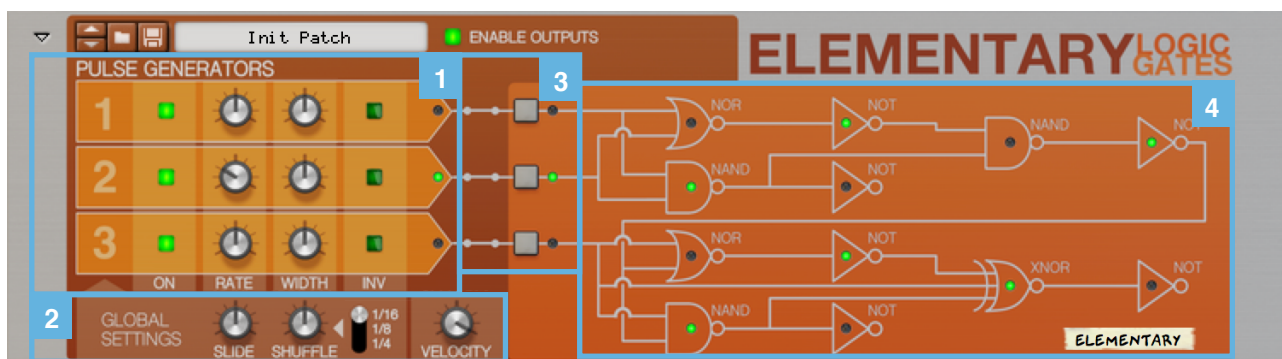 Init Patch
ENABLE OUTPUTS
ELEMENTARY LOGIC GATES
PULSE GENERATORS
1
3
4
1
2
3
ON RATE WIDTH INV
NOR
NOT
NAND
NOT
NAND
NOT
NOR
NOT
XNOR
NOT
NAND
NOT
2
GLOBAL
SETTINGS
SLIDE SHUFFLE
1/16
1/8
1/4
VELOCITY
ELEMENTARY